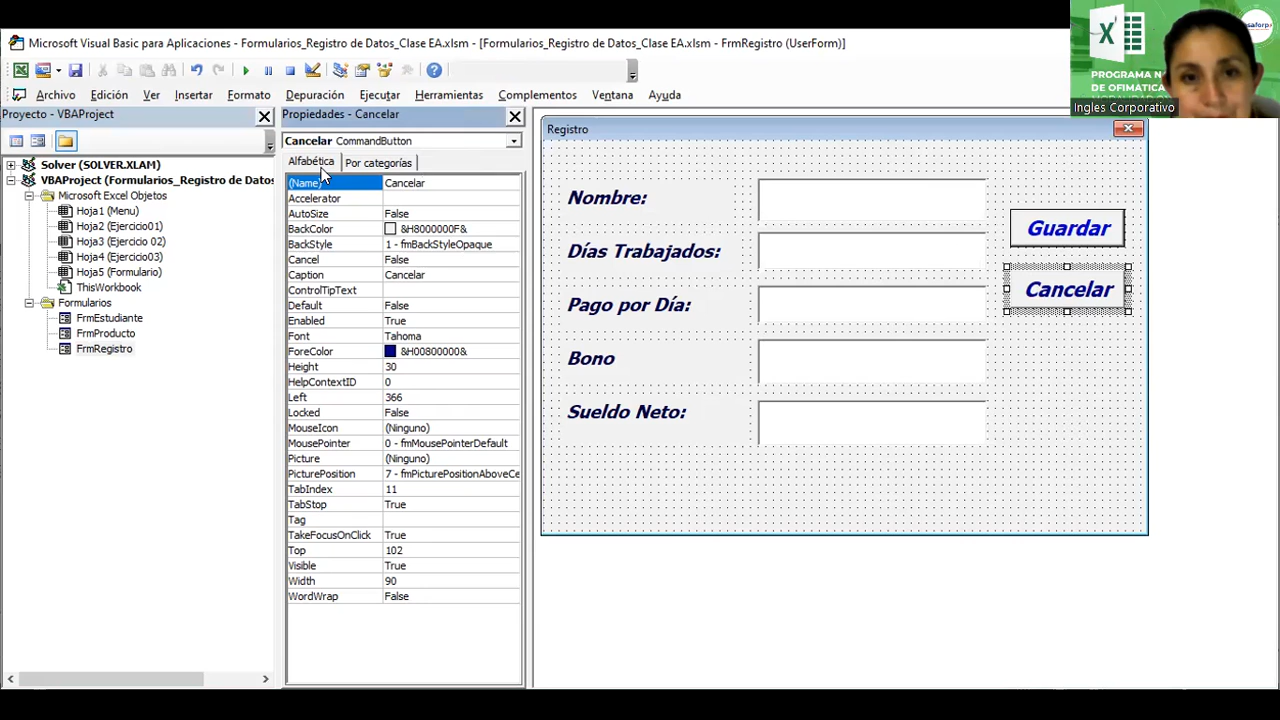 Microsoft Visual Basic para Aplicaciones - Formularios_Registro de Datos_Clase EA.xlsm - [Formularios_Registro de Datos_Clase EA.xlsm - FrmRegistro (UserForm)]
Archivo Edición Ver Insertar Formato Depuración Ejecutar Herramientas Complementos Ventana Ayuda
PROGRAMA N
DE OFIMATICA
Ingles Corporativo
Proyecto - VBAProject
Solver (SOLVER.XLAM)
VBAProject (Formularios_Registro de Datos
Microsoft Excel Objetos
Hoja1 (Menu)
Hoja2 (Ejercicio01)
Hoja3 (Ejercicio 02)
Hoja4 (Ejercicio03)
Hoja5 (Formulario)
ThisWorkbook
Formularios
FrmEstudiante
FrmProducto
FrmRegistro
Propiedades - Cancelar
Cancelar CommandButton
Alfabética Por categorías
(Name) Cancelar
Accelerator
AutoSize False
BackColor &H8000000F&
BackStyle 1 - fmBackStyleOpaque
Cancel False
Caption Cancelar
ControlTipText
Default False
Enabled True
Font Tahoma
ForeColor &H00800000&
Height 30
HelpContextID 0
Left 366
Locked False
MouseIcon (Ninguno)
MousePointer 0 - fmMousePointerDefault
Picture (Ninguno)
PicturePosition 7 - fmPicturePositionAboveCe
TabIndex 11
TabStop True
Tag
TakeFocusOnClick True
Top 102
Visible True
Width 90
WordWrap False
Registro
Nombre:
Días Trabajados:
Pago por Día:
Bono
Sueldo Neto:
Guardar
Cancelar